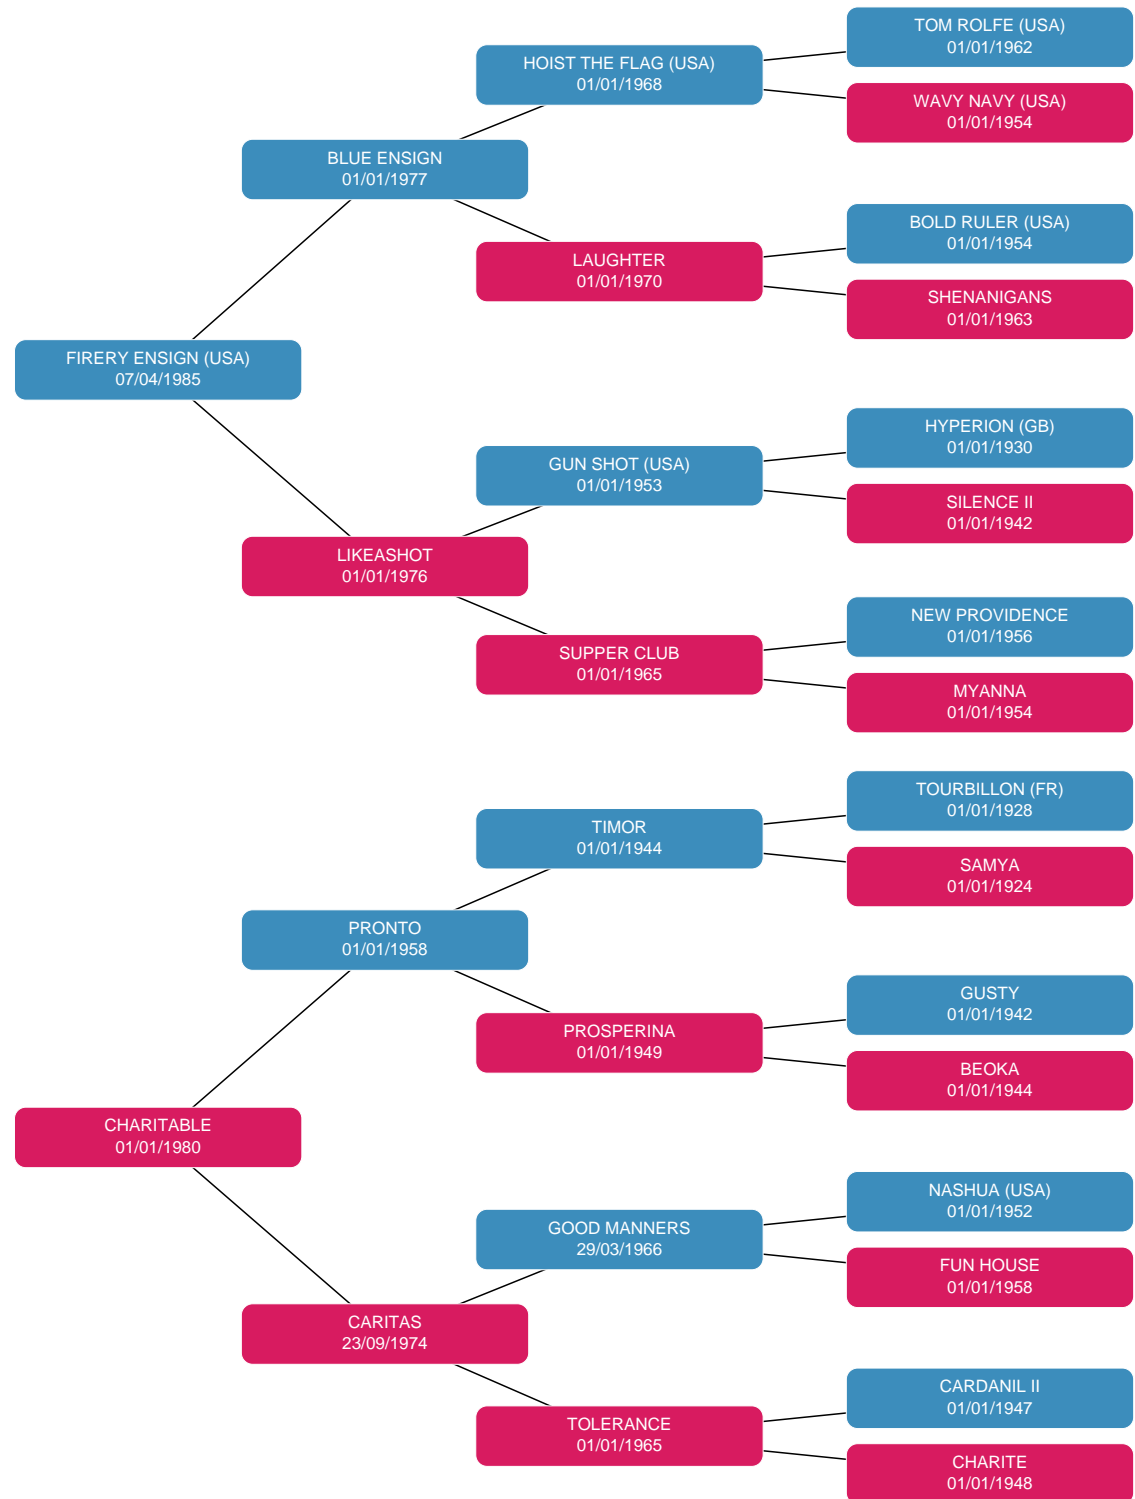 TOM ROLFE (USA)
01/01/1962
HOIST THE FLAG (USA)
01/01/1968
WAVY NAVY (USA)
01/01/1954
BLUE ENSIGN
01/01/1977
BOLD RULER (USA)
01/01/1954
LAUGHTER
01/01/1970
SHENANIGANS
01/01/1963
FIRERY ENSIGN (USA)
07/04/1985
HYPERION (GB)
01/01/1930
GUN SHOT (USA)
01/01/1953
SILENCE II
01/01/1942
LIKEASHOT
01/01/1976
NEW PROVIDENCE
01/01/1956
SUPPER CLUB
01/01/1965
MYANNA
01/01/1954
TOURBILLON (FR)
01/01/1928
TIMOR
01/01/1944
SAMYA
01/01/1924
PRONTO
01/01/1958
GUSTY
01/01/1942
PROSPERINA
01/01/1949
BEOKA
01/01/1944
CHARITABLE
01/01/1980
NASHUA (USA)
01/01/1952
GOOD MANNERS
29/03/1966
FUN HOUSE
01/01/1958
CARITAS
23/09/1974
CARDANIL II
01/01/1947
TOLERANCE
01/01/1965
CHARITE
01/01/1948